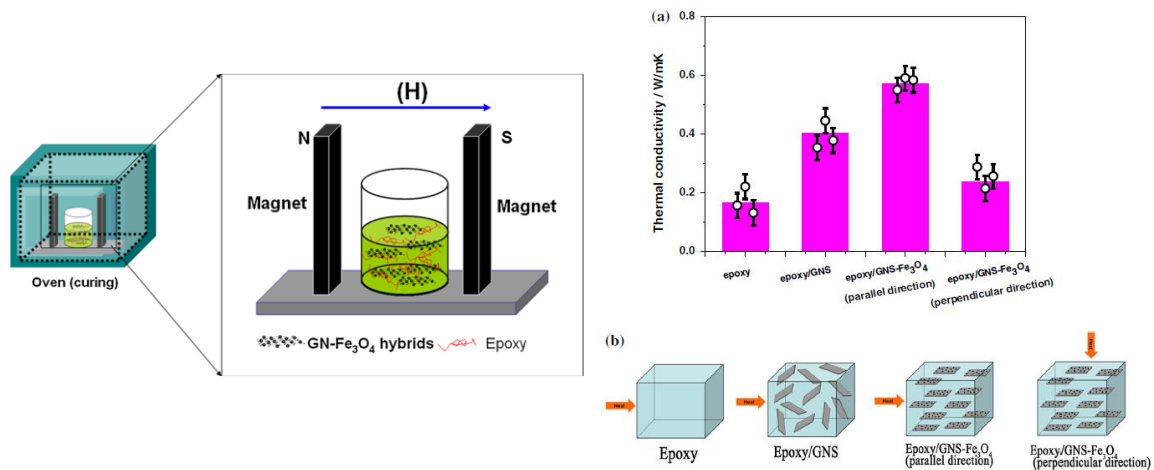 (H)
N
S
Magnet
Magnet
Oven (curing)
GN-Fe₃O₄ hybrids
Epoxy
(a)
Thermal conductivity / W/mK
0.8
0.6
0.4
0.2
0.0
epoxy
epoxy/GNS
epoxy/GNS-Fe₃O₄
(parallel direction)
epoxy/GNS-Fe₃O₄
(perpendicular direction)
(b)
Heat
Heat
Heat
Heat
Epoxy
Epoxy/GNS
Epoxy/GNS-Fe₃O₄
(parallel direction)
Epoxy/GNS-Fe₃O₄
(perpendicular direction)